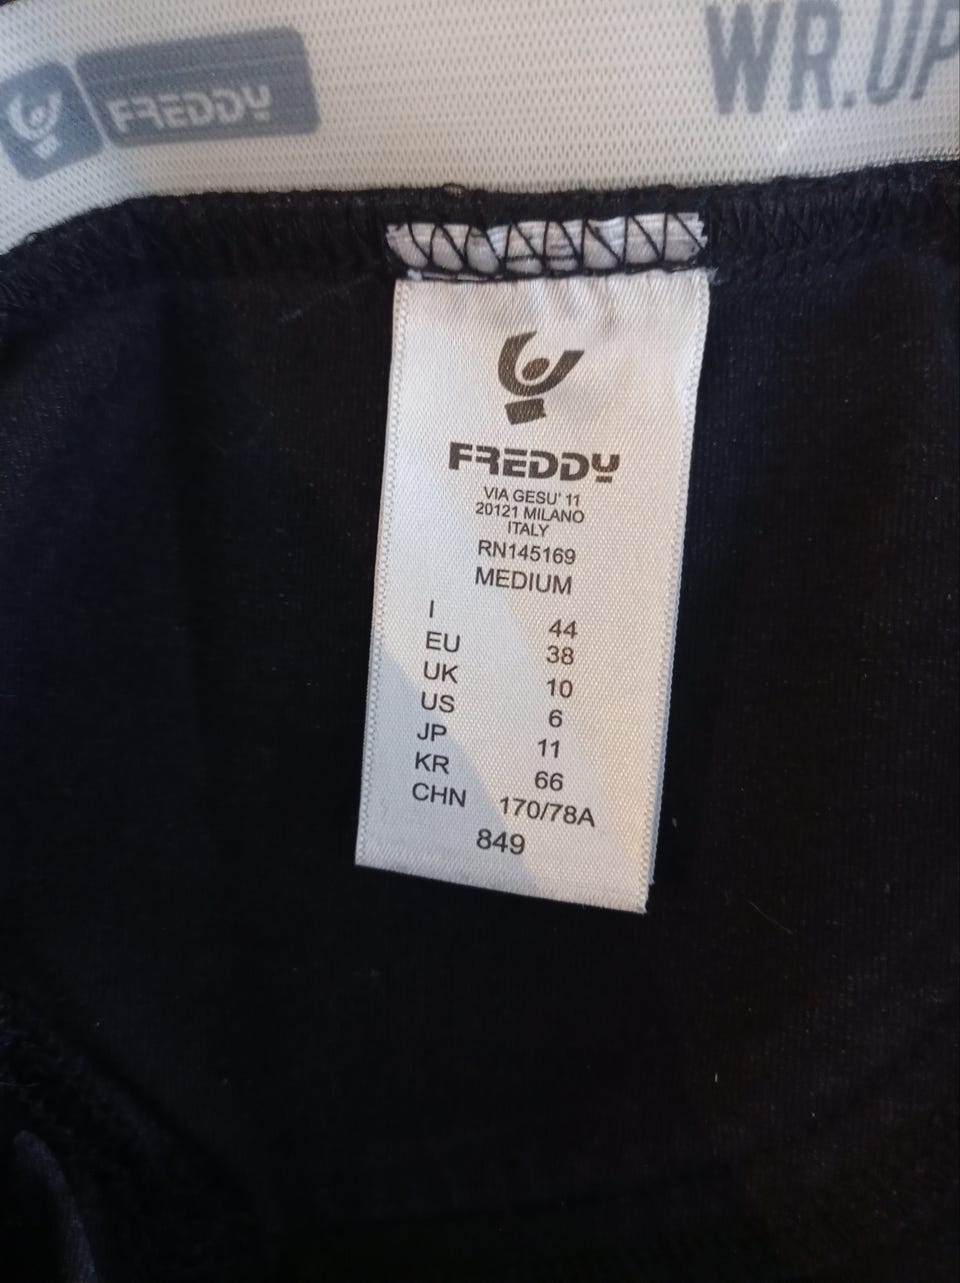 FREDDY
WR.UP
FREDDY
VIA GESU' 11
20121 MILANO
ITALY
RN145169
MEDIUM
I 44
EU 38
UK 10
US 6
JP 11
KR 66
CHN 170/78A
849